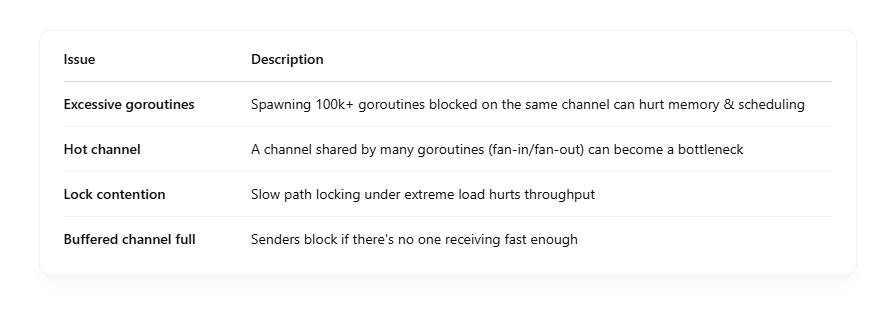 Issue Description
Excessive goroutines Spawning 100k+ goroutines blocked on the same channel can hurt memory & scheduling
Hot channel A channel shared by many goroutines (fan-in/fan-out) can become a bottleneck
Lock contention Slow path locking under extreme load hurts throughput
Buffered channel full Senders block if there's no one receiving fast enough